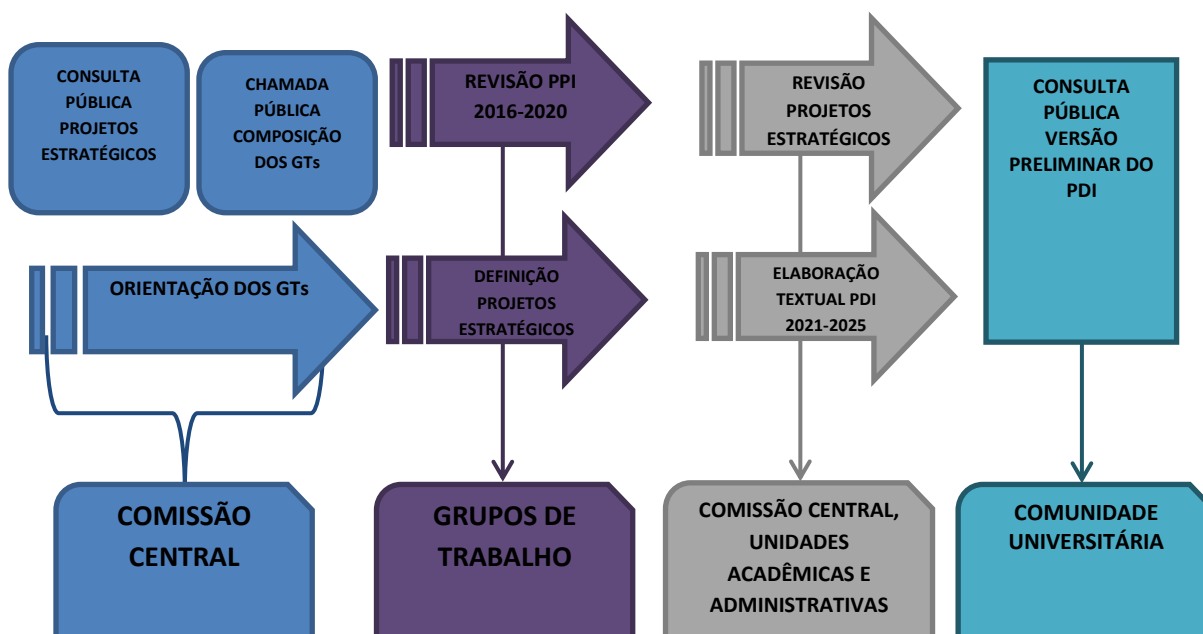 CONSULTA
PÚBLICA
PROJETOS
ESTRATÉGICOS
CHAMADA
PÚBLICA
COMPOSIÇÃO
DOS GTs
REVISÃO PPI
2016-2020
REVISÃO
PROJETOS
ESTRATÉGICOS
CONSULTA
PÚBLICA
VERSÃO
PRELIMINAR DO
PDI
ORIENTAÇÃO DOS GTs
DEFINIÇÃO
PROJETOS
ESTRATÉGICOS
ELABORAÇÃO
TEXTUAL PDI
2021-2025
COMISSÃO
CENTRAL
GRUPOS DE
TRABALHO
COMISSÃO CENTRAL,
UNIDADES
ACADÊMICAS E
ADMINISTRATIVAS
COMUNIDADE
UNIVERSITÁRIA